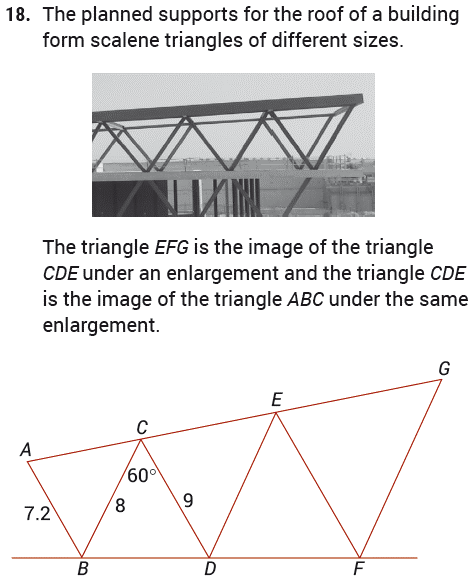 18. The planned supports for the roof of a building
form scalene triangles of different sizes.
The triangle EFG is the image of the triangle
CDE under an enlargement and the triangle CDE
is the image of the triangle ABC under the same
enlargement.
G
E
C
A
60°
9
8
7.2
B
D
F